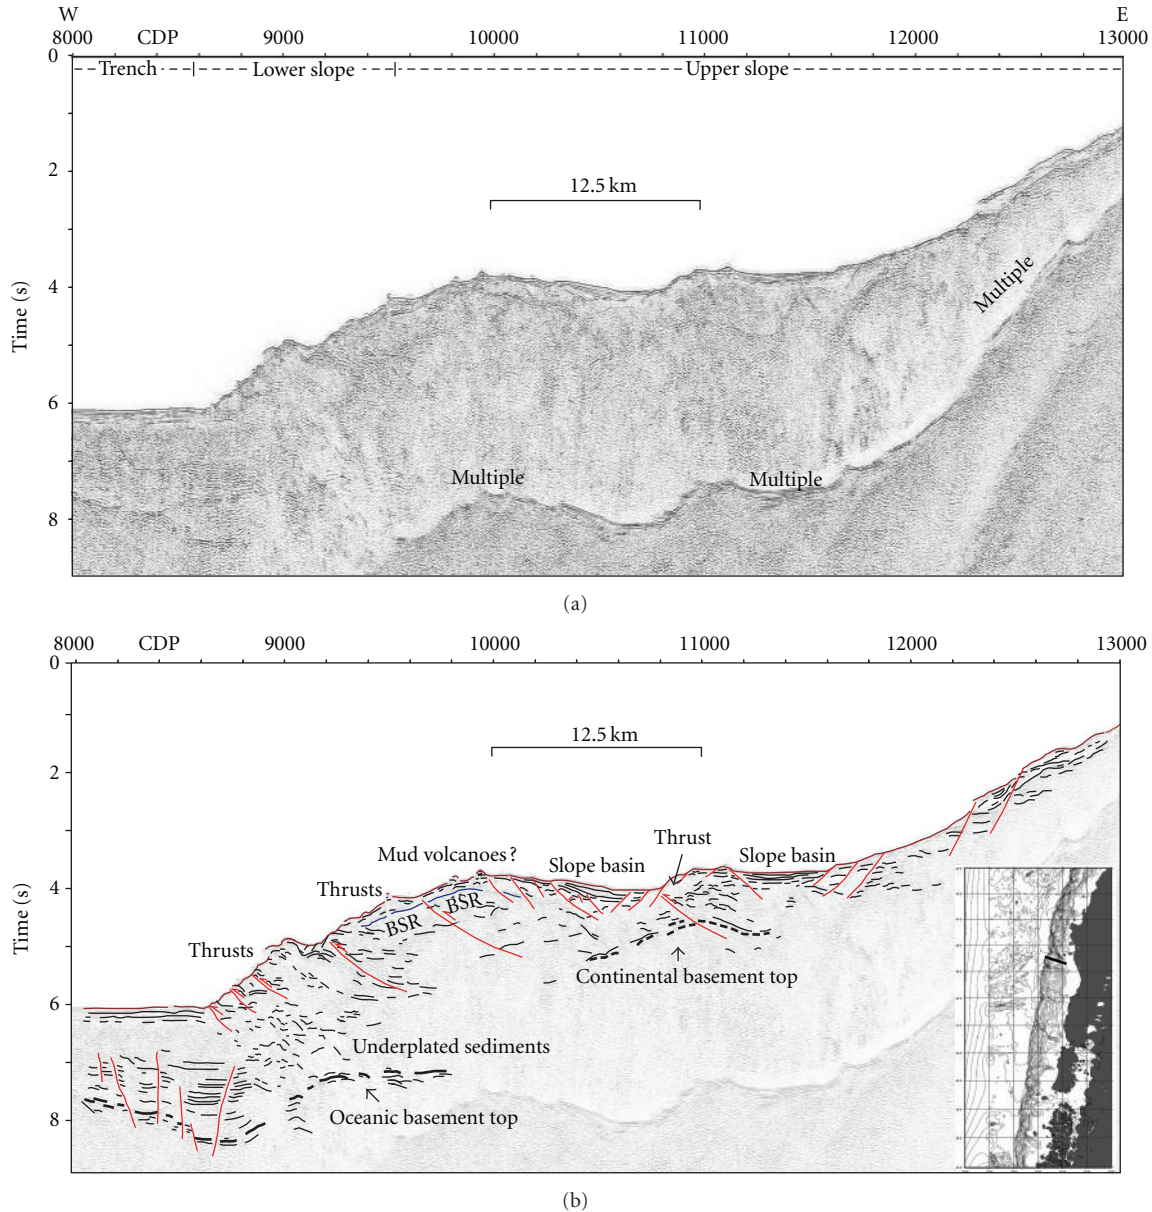 W E
8000 CDP 9000 10000 11000 12000 13000
0
Trench Lower slope Upper slope
2
12.5 km
4
Multiple
Time (s)
6
Multiple Multiple
8
(a)
8000 CDP 9000 10000 11000 12000 13000
0
12.5 km
2
Thrust
Mud volcanoes? Slope basin Slope basin
4
Thrusts
BSR BSR
Time (s)
Thrusts
Continental basement top
6
Underplated sediments
Oceanic basement top
8
(b)